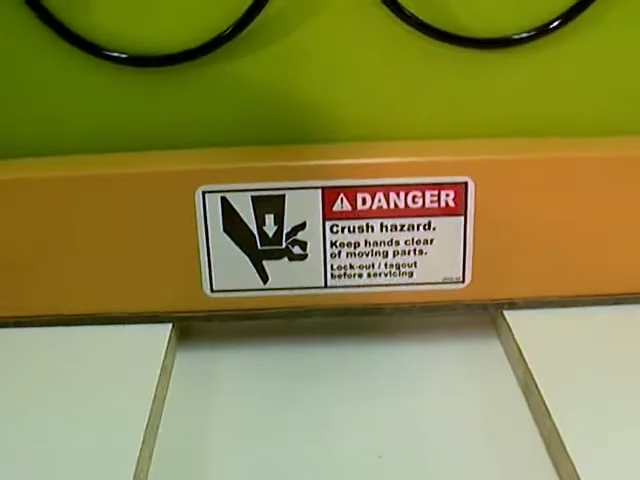 DANGER
Crush hazard.
Keep hands clear
of moving parts.
Lock-out / tagout
before servicing